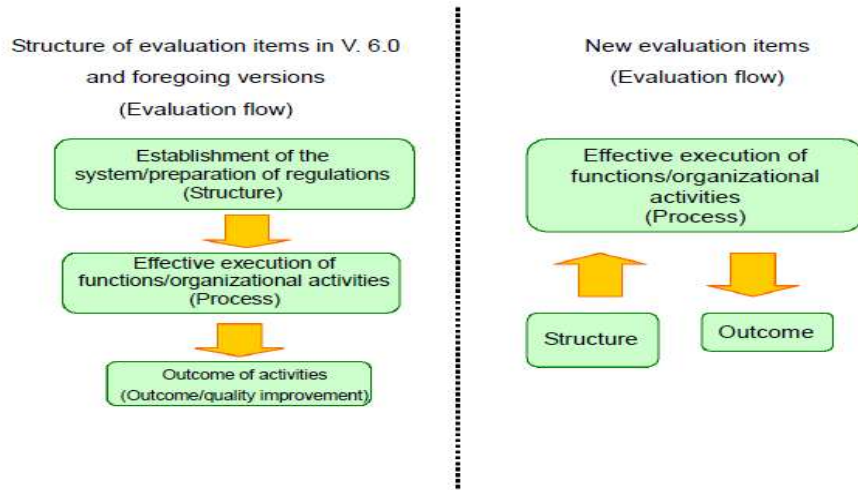 Structure of evaluation items in V. 6.0
and foregoing versions
(Evaluation flow)
Establishment of the
system/preparation of regulations
(Structure)
Effective execution of
functions/organizational activities
(Process)
Outcome of activities
(Outcome/quality improvement)
New evaluation items
(Evaluation flow)
Effective execution of
functions/organizational
activities
(Process)
Structure
Outcome